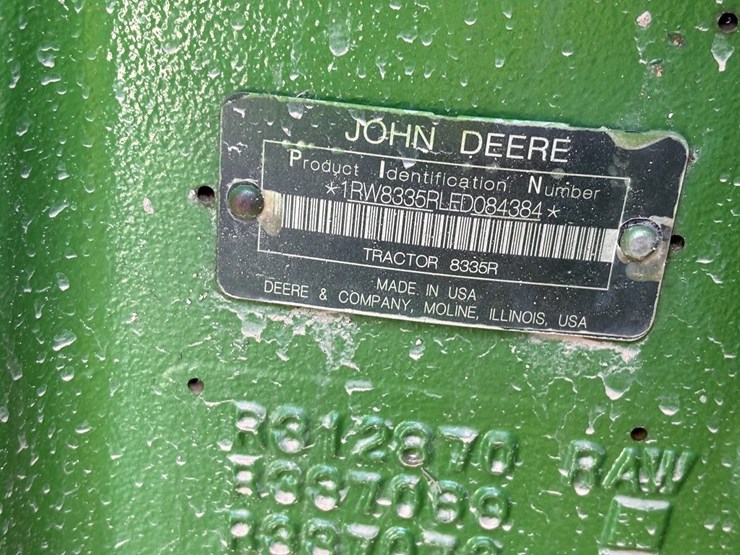 JOHN DEERE
Product Identification Number
*1RW8335RLED084384*
TRACTOR 8335R
MADE IN USA
DEERE & COMPANY, MOLINE, ILLINOIS, USA
R312870 RAW